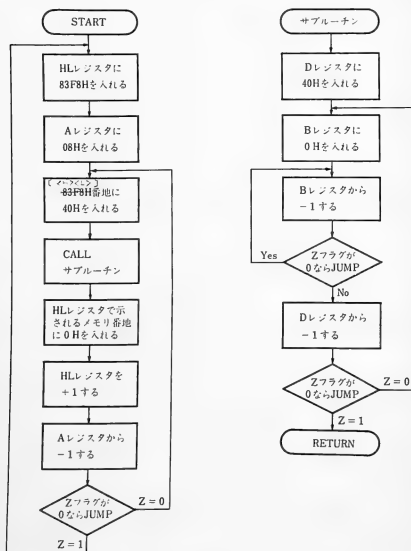 START
HLレジスタに
83F8Hを入れる
Aレジスタに
08Hを入れる
83F8H番地に
40Hを入れる
CALL
サブルーチン
HLレジスタで示
されるメモリ番地
に0Hを入れる
HLレジスタを
+1する
Aレジスタから
-1する
Zフラグが
0ならJUMP
Z=0
Z=1
サブルーチン
Dレジスタに
40Hを入れる
Bレジスタに
0Hを入れる
Bレジスタから
-1する
Yes
Zフラグが
0ならJUMP
No
Dレジスタから
-1する
Zフラグが
0ならJUMP
Z=0
Z=1
RETURN